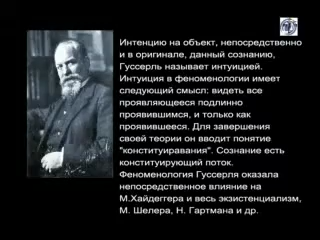 Интенцию на объект, непосредственно
и в оригинале, данный сознанию,
Гуссерль называет интуицией.
Интуиция в феноменологии имеет
следующий смысл: видеть все
проявляющееся подлинно
проявившимся, и только как
проявившееся. Для завершения
своей теории он вводит понятие
"конституиравания". Сознание есть
конституирующий поток.
Феноменология Гуссерля оказала
непосредственное влияние на
М.Хайдеггера и весь экзистенциализм,
М. Шелера, Н. Гартмана и др.